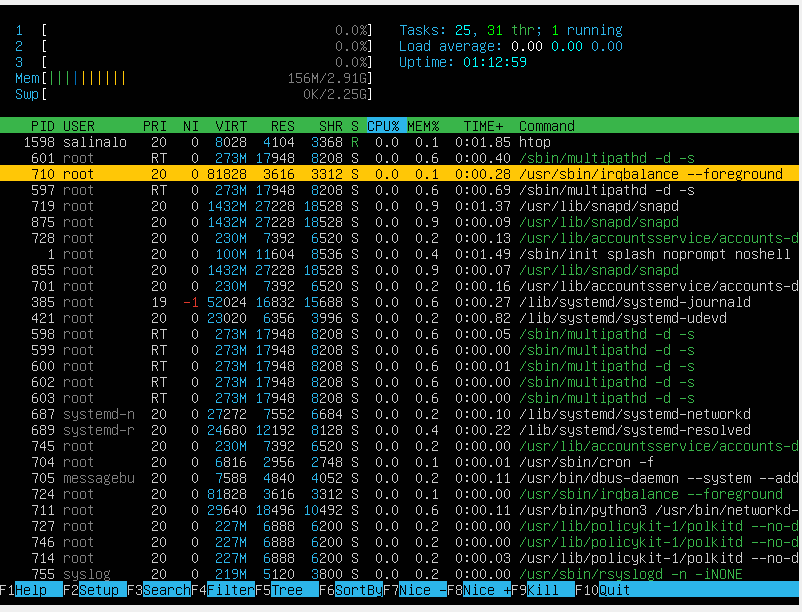 1 [ 0.0%] Tasks: 25, 31 thr; 1 running
2 [ 0.0%] Load average: 0.00 0.00 0.00
3 [ 0.0%] Uptime: 01:12:59
Mem[|||||||||| 156M/2.91G]
Swp[ 0K/2.25G]
PID USER PRI NI VIRT RES SHR S CPU% MEM% TIME+ Command
1598 salinalo 20 0 8028 4104 3368 R 0.0 0.1 0:01.85 htop
601 root RT 0 273M 17948 8208 S 0.0 0.6 0:00.40 /sbin/multipathd -d -s
710 root 20 0 81828 3616 3312 S 0.0 0.1 0:00.28 /usr/sbin/irqbalance --foreground
597 root RT 0 273M 17948 8208 S 0.0 0.6 0:00.69 /sbin/multipathd -d -s
719 root 20 0 1432M 27228 18528 S 0.0 0.9 0:01.37 /usr/lib/snapd/snapd
875 root 20 0 1432M 27228 18528 S 0.0 0.9 0:00.09 /usr/lib/snapd/snapd
728 root 20 0 230M 7392 6520 S 0.0 0.2 0:00.13 /usr/lib/accountsservice/accounts-d
1 root 20 0 100M 11604 8536 S 0.0 0.4 0:01.49 /sbin/init splash noprompt noshell
855 root 20 0 1432M 27228 18528 S 0.0 0.9 0:00.07 /usr/lib/snapd/snapd
701 root 20 0 230M 7392 6520 S 0.0 0.2 0:00.16 /usr/lib/accountsservice/accounts-d
385 root 19 -1 52024 16832 15688 S 0.0 0.6 0:00.27 /lib/systemd/systemd-journald
421 root 20 0 23020 6356 3996 S 0.0 0.2 0:00.82 /lib/systemd/systemd-udevd
598 root RT 0 273M 17948 8208 S 0.0 0.6 0:00.05 /sbin/multipathd -d -s
599 root RT 0 273M 17948 8208 S 0.0 0.6 0:00.00 /sbin/multipathd -d -s
600 root RT 0 273M 17948 8208 S 0.0 0.6 0:00.01 /sbin/multipathd -d -s
602 root RT 0 273M 17948 8208 S 0.0 0.6 0:00.00 /sbin/multipathd -d -s
603 root RT 0 273M 17948 8208 S 0.0 0.6 0:00.00 /sbin/multipathd -d -s
687 systemd-n 20 0 27272 7552 6684 S 0.0 0.2 0:00.10 /lib/systemd/systemd-networkd
689 systemd-r 20 0 24680 12192 8128 S 0.0 0.4 0:00.22 /lib/systemd/systemd-resolved
745 root 20 0 230M 7392 6520 S 0.0 0.2 0:00.00 /usr/lib/accountsservice/accounts-d
704 root 20 0 6816 2956 2748 S 0.0 0.1 0:00.01 /usr/sbin/cron -f
705 messagebu 20 0 7588 4840 4052 S 0.0 0.2 0:00.11 /usr/bin/dbus-daemon --system --add
724 root 20 0 81828 3616 3312 S 0.0 0.1 0:00.00 /usr/sbin/irqbalance --foreground
711 root 20 0 29640 18496 10492 S 0.0 0.6 0:00.11 /usr/bin/python3 /usr/bin/networkd-
727 root 20 0 227M 6888 6200 S 0.0 0.2 0:00.00 /usr/lib/policykit-1/polkitd --no-d
746 root 20 0 227M 6888 6200 S 0.0 0.2 0:00.00 /usr/lib/policykit-1/polkitd --no-d
714 root 20 0 227M 6888 6200 S 0.0 0.2 0:00.03 /usr/lib/policykit-1/polkitd --no-d
755 syslog 20 0 219M 5120 3800 S 0.0 0.2 0:00.00 /usr/sbin/rsyslogd -n -iNONE
F1Help F2Setup F3SearchF4FilterF5Tree F6SortByF7Nice -F8Nice +F9Kill F10Quit